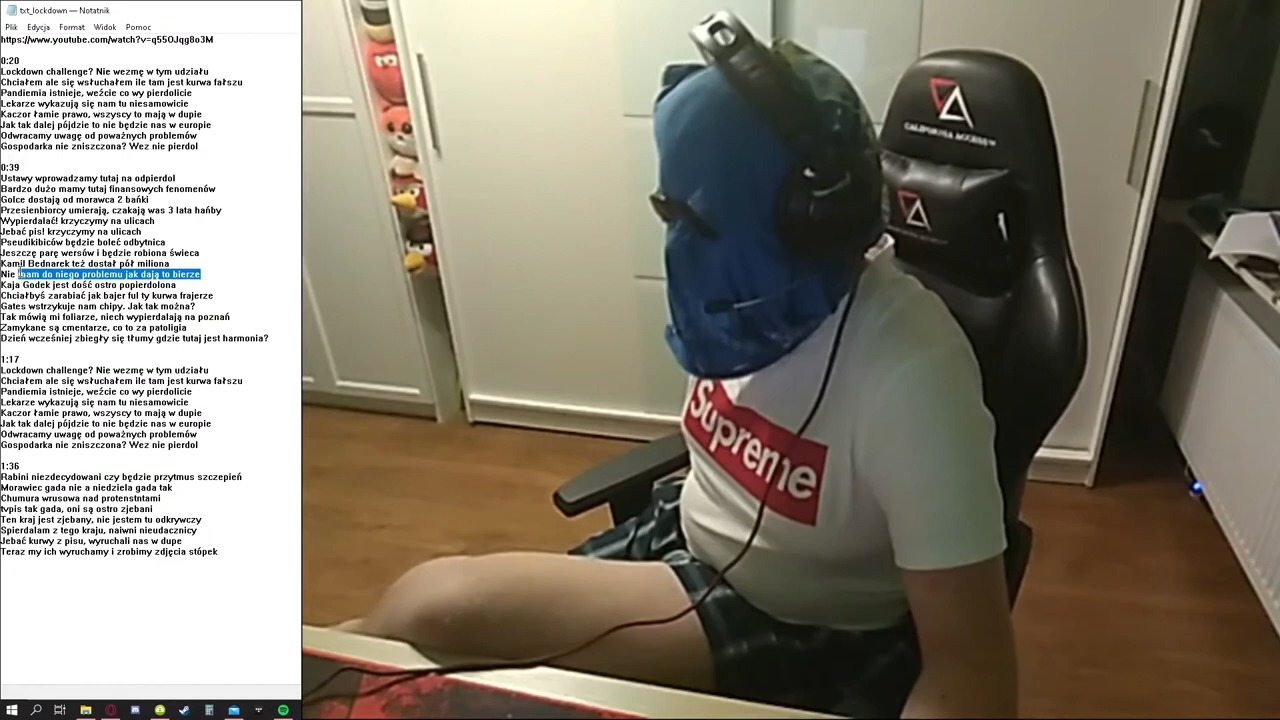 txt_lockdown — Notatnik
Plik Edycja Format Widok Pomoc
https://www.youtube.com/watch?v=q55OJqg8o3M
0:20
Lockdown challenge? Nie wezmę w tym udziału
Chciałem ale się wsłuchałem ile tam jest kurwa fałszu
Pandiemia istnieje, weźcie co wy pierdolicie
Lekarze wykazują się nam tu niesamowicie
Kaczor łamie prawo, wszyscy to mają w dupie
Jak tak dalej pójdzie to nie będzie nas w europie
Odwracamy uwagę od poważnych problemów
Gospodarka nie zniszczona? Wez nie pierdol
0:39
Ustawy wprowadzamy tutaj na odpierdol
Bardzo dużo mamy tutaj finansowych fenomenów
Golce dostają od morawca 2 bańki
Przesienbiorcy umierają, czakają was 3 lata hańby
Wypierdalać! krzyczymy na ulicach
Jebać pis! krzyczymy na ulicach
Pseudikibiców będzie boleć odbytnica
Jeszczę parę wersów i będzie robiona świeca
Kamil Bednarek też dostał pół miliona
Nie mam do niego problemu jak dają to bierze
Kaja Godek jest dość ostro popierdolona
Chciałbyś zarabiać jak bajer ful ty kurwa frajerze
Gates wstrzykuje nam chipy. Jak tak można?
Tak mówią mi foliarze, niech wypierdalają na poznań
Zamykane są cmentarze, co to za patoligia
Dzień wcześniej zbiegły się tłumy gdzie tutaj jest harmonia?
1:17
Lockdown challenge? Nie wezmę w tym udziału
Chciałem ale się wsłuchałem ile tam jest kurwa fałszu
Pandiemia istnieje, weźcie co wy pierdolicie
Lekarze wykazują się nam tu niesamowicie
Kaczor łamie prawo, wszyscy to mają w dupie
Jak tak dalej pójdzie to nie będzie nas w europie
Odwracamy uwagę od poważnych problemów
Gospodarka nie zniszczona? Wez nie pierdol
1:36
Rabini niezdecydowani czy będzie przytmus szczepień
Morawiec gada nie a niedziela gada tak
Chumura wrusowa nad protenstntami
tvpis tak gada, oni są ostro zjebani
Ten kraj jest zjebany, nie jestem tu odkrywczy
Spierdalam z tego kraju, naiwni nieudacznicy
Jebać kurwy z pisu, wyruchali nas w dupe
Teraz my ich wyruchamy i zrobimy zdjęcia stópek
CALIFORNIA ACCESS
Supreme